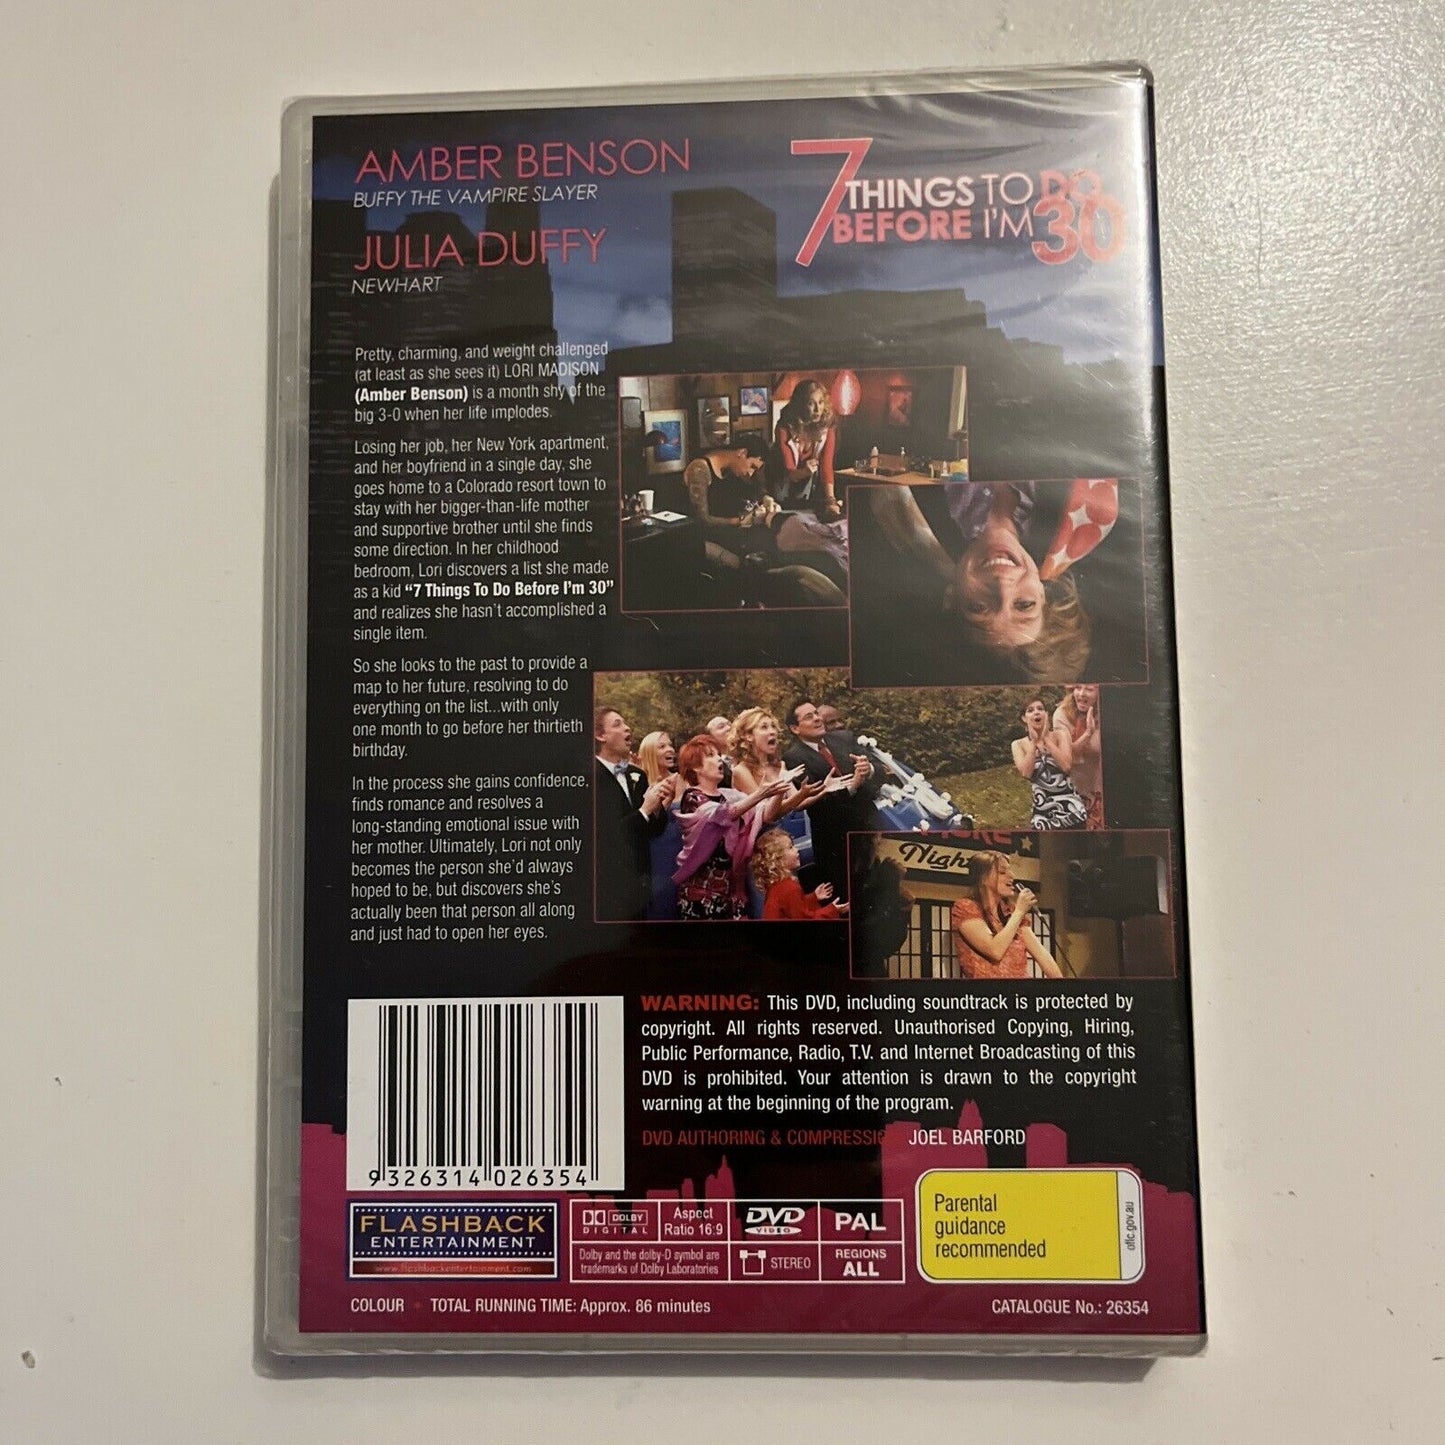 AMBER BENSON
BUFFY THE VAMPIRE SLAYER
JULIA DUFFY
NEWHART
7 THINGS TO DO
BEFORE I'M 30
Pretty, charming, and weight challenged
(at least as she sees it) LORI MADISON
(Amber Benson) is a month shy of the
big 3-0 when her life implodes.
Losing her job, her New York apartment,
and her boyfriend in a single day, she
goes home to a Colorado resort town to
stay with her bigger-than-life mother
and supportive brother until she finds
some direction. In her childhood
bedroom, Lori discovers a list she made
as a kid “7 Things To Do Before I'm 30”
and realizes she hasn't accomplished a
single item.
So she looks to the past to provide a
map to her future, resolving to do
everything on the list...with only
one month to go before her thirtieth
birthday.
In the process she gains confidence,
finds romance and resolves a
long-standing emotional issue with
her mother. Ultimately, Lori not only
becomes the person she'd always
hoped to be, but discovers she's
actually been that person all along
and just had to open her eyes.
Night
WARNING: This DVD, including soundtrack is protected by
copyright. All rights reserved. Unauthorised Copying, Hiring,
Public Performance, Radio, T.V. and Internet Broadcasting of this
DVD is prohibited. Your attention is drawn to the copyright
warning at the beginning of the program.
DVD AUTHORING & COMPRESSIO JOEL BARFORD
9 326314 026354
FLASHBACK
ENTERTAINMENT
www.flashbackentertainment.com
DOLBY
DIGITAL
Aspect
Ratio 16:9
DVD
VIDEO
PAL
Dolby and the dolby-D symbol are
trademarks of Dolby Laboratories
STEREO
REGIONS
ALL
Parental
guidance
recommended
oflc.gov.au
COLOUR • TOTAL RUNNING TIME: Approx. 86 minutes
CATALOGUE No.: 26354